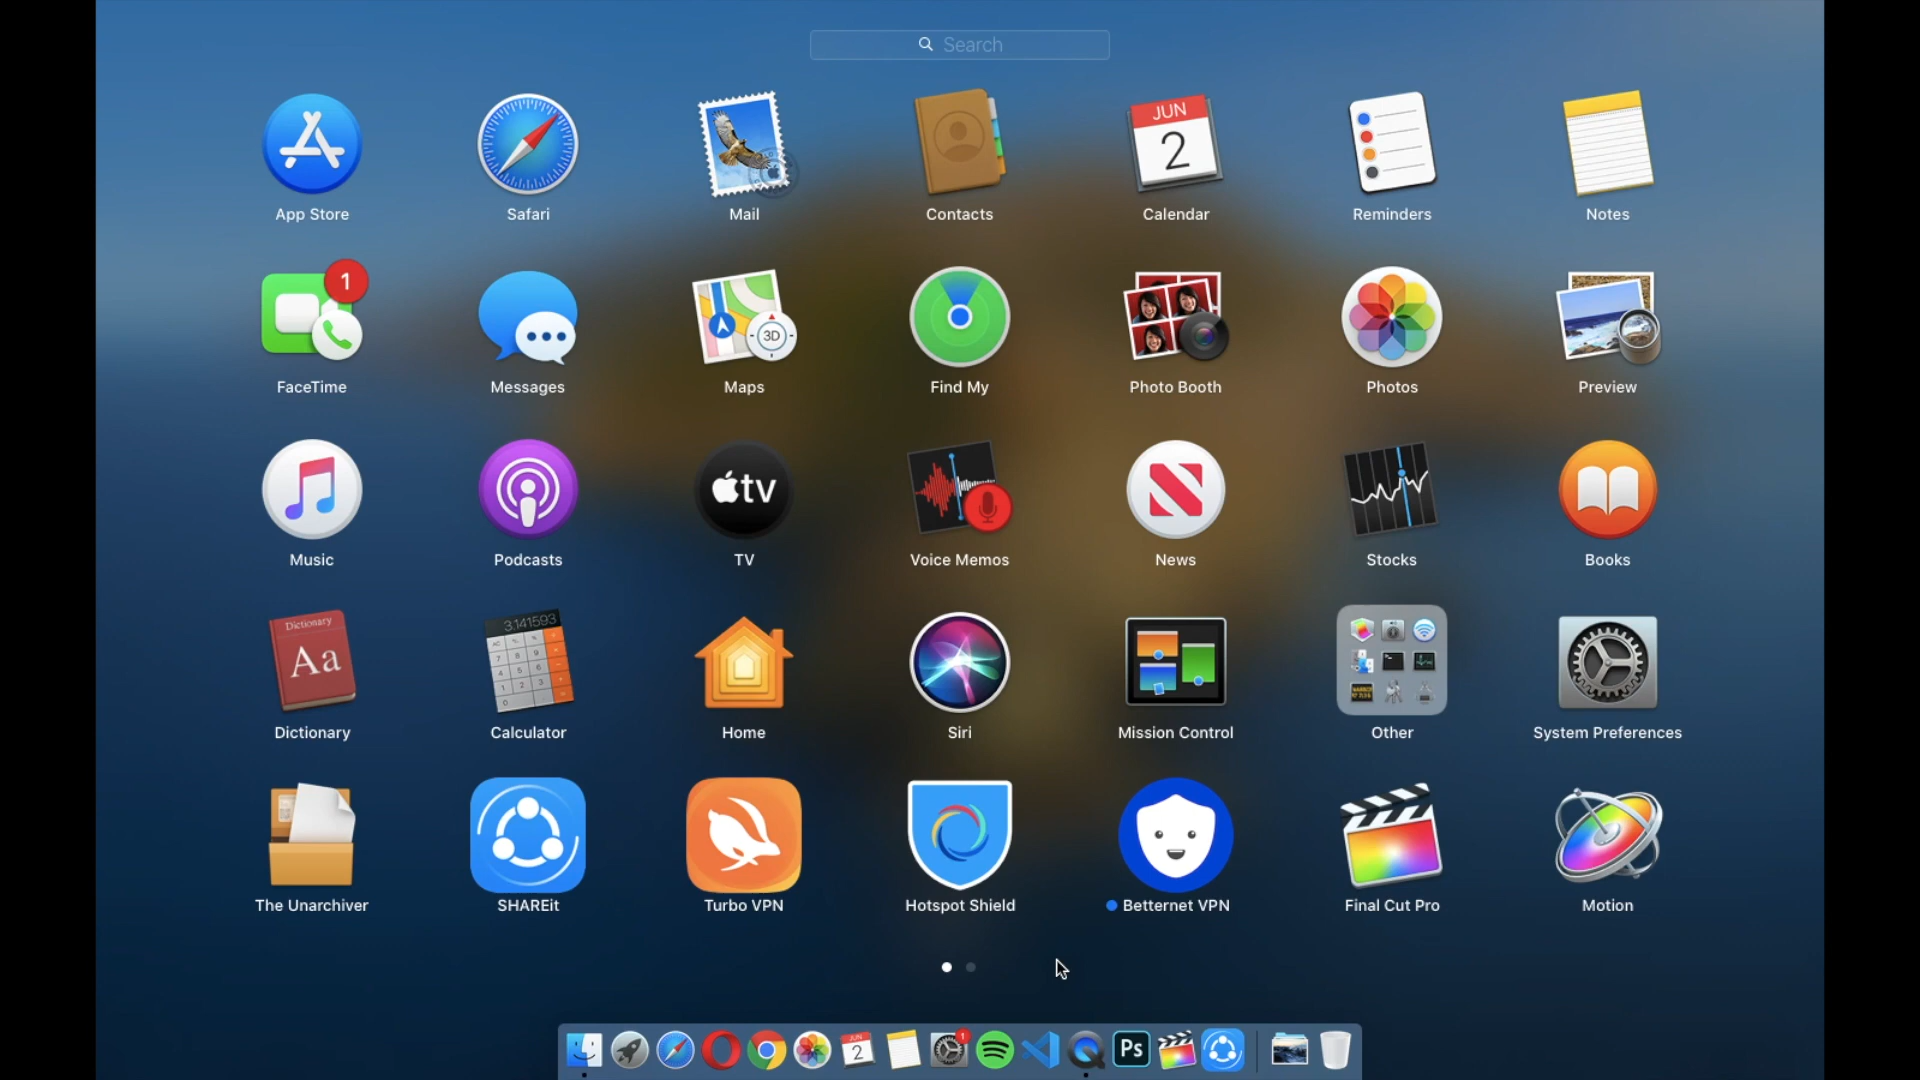 Search
App Store
Safari
Mail
Contacts
JUN
2
Calendar
Reminders
Notes
1
FaceTime
Messages
3D
Maps
Find My
Photo Booth
Photos
Preview
Music
Podcasts
tv
TV
Voice Memos
News
Stocks
Books
Dictionary
Aa
Dictionary
3.141593
Calculator
Home
Siri
Mission Control
Other
System Preferences
The Unarchiver
SHAREit
Turbo VPN
Hotspot Shield
Betternet VPN
Final Cut Pro
Motion
JUN
2
1
Ps